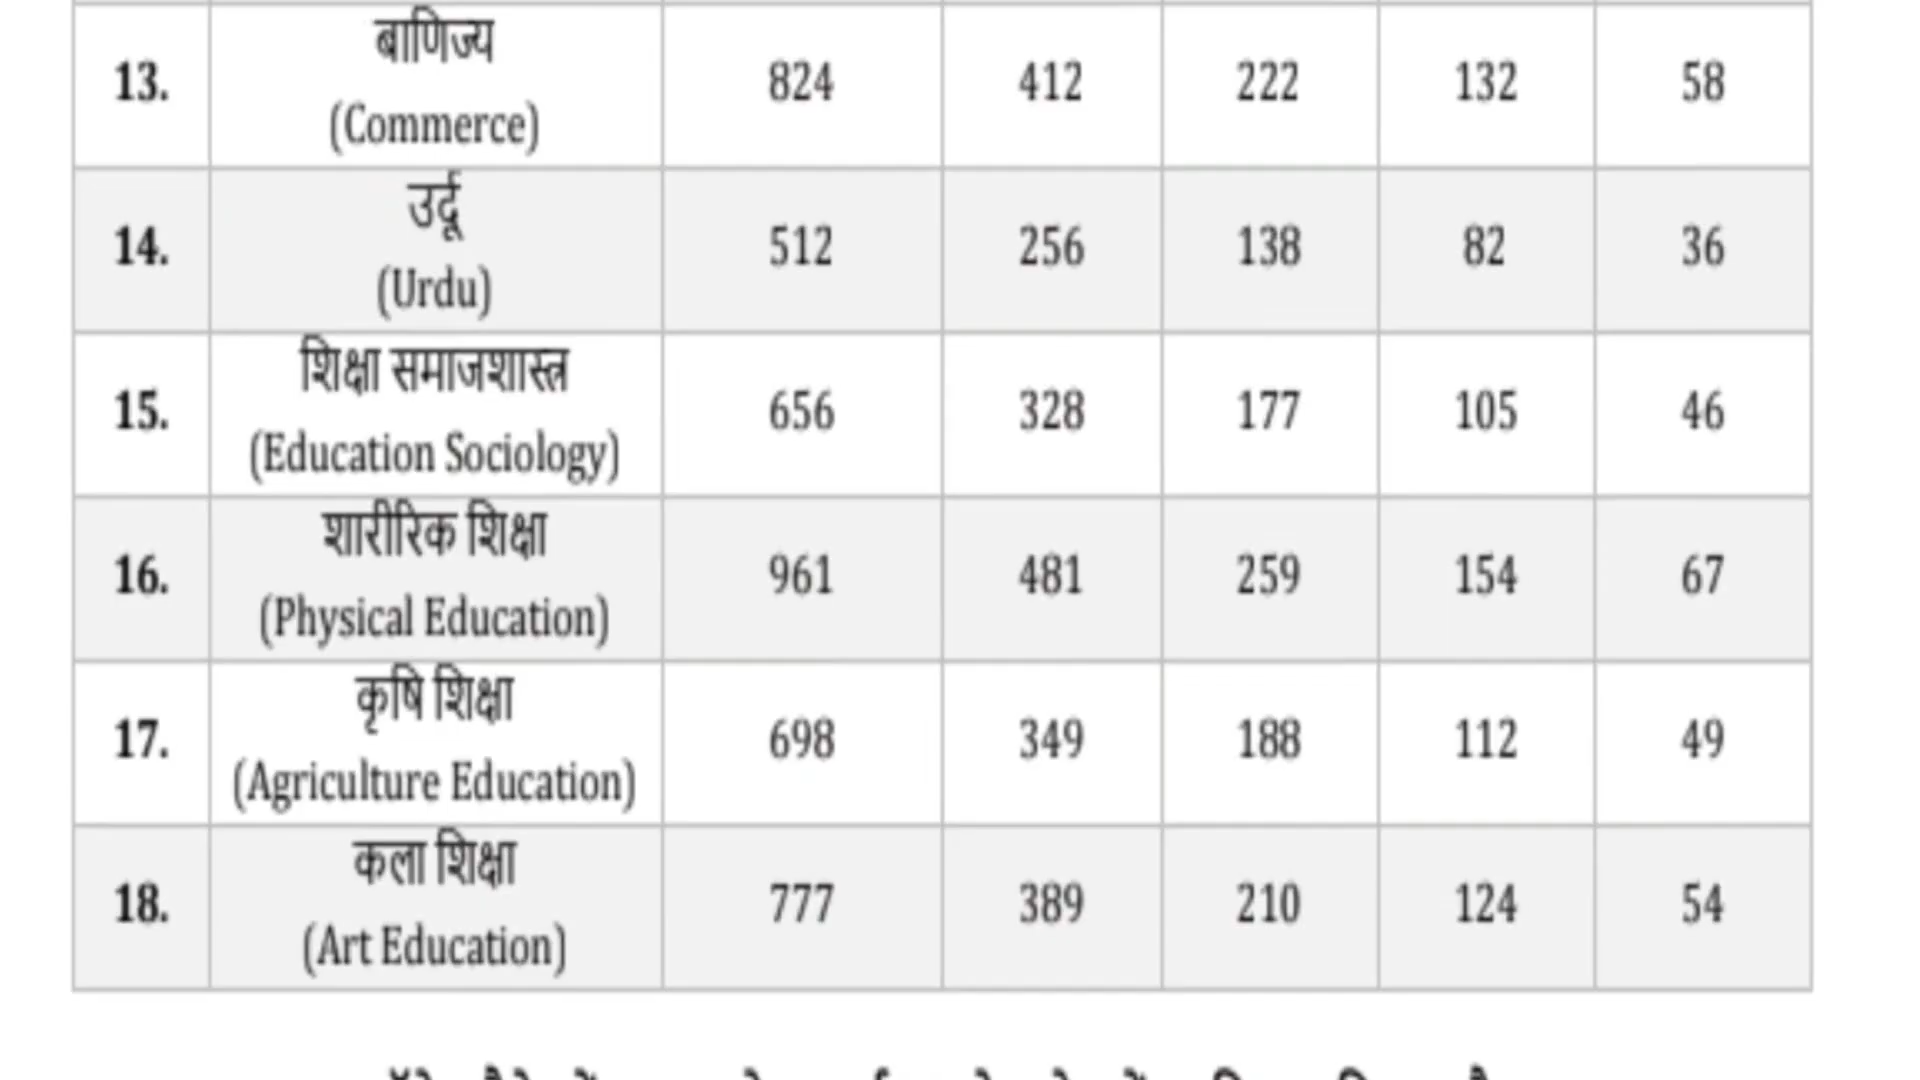 बाणिज्य
13. 824 412 222 132 58
(Commerce)
उर्दू
14. 512 256 138 82 36
(Urdu)
शिक्षा समाजशास्त्र
15. 656 328 177 105 46
(Education Sociology)
शारीरिक शिक्षा
16. 961 481 259 154 67
(Physical Education)
कृषि शिक्षा
17. 698 349 188 112 49
(Agriculture Education)
कला शिक्षा
18. 777 389 210 124 54
(Art Education)